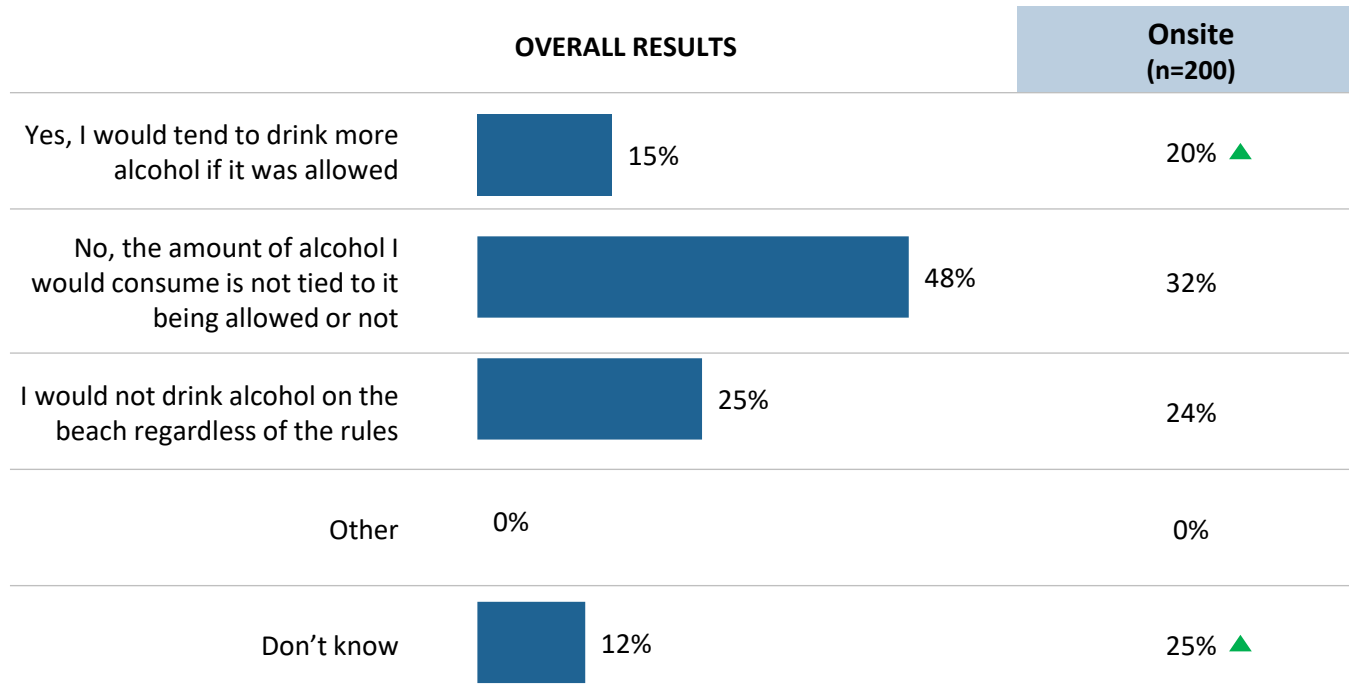 OVERALL RESULTS
Onsite
(n=200)
Yes, I would tend to drink more
alcohol if it was allowed
15%
20%
No, the amount of alcohol I
would consume is not tied to it
being allowed or not
48%
32%
I would not drink alcohol on the
beach regardless of the rules
25%
24%
Other
0%
0%
Don’t know
12%
25%